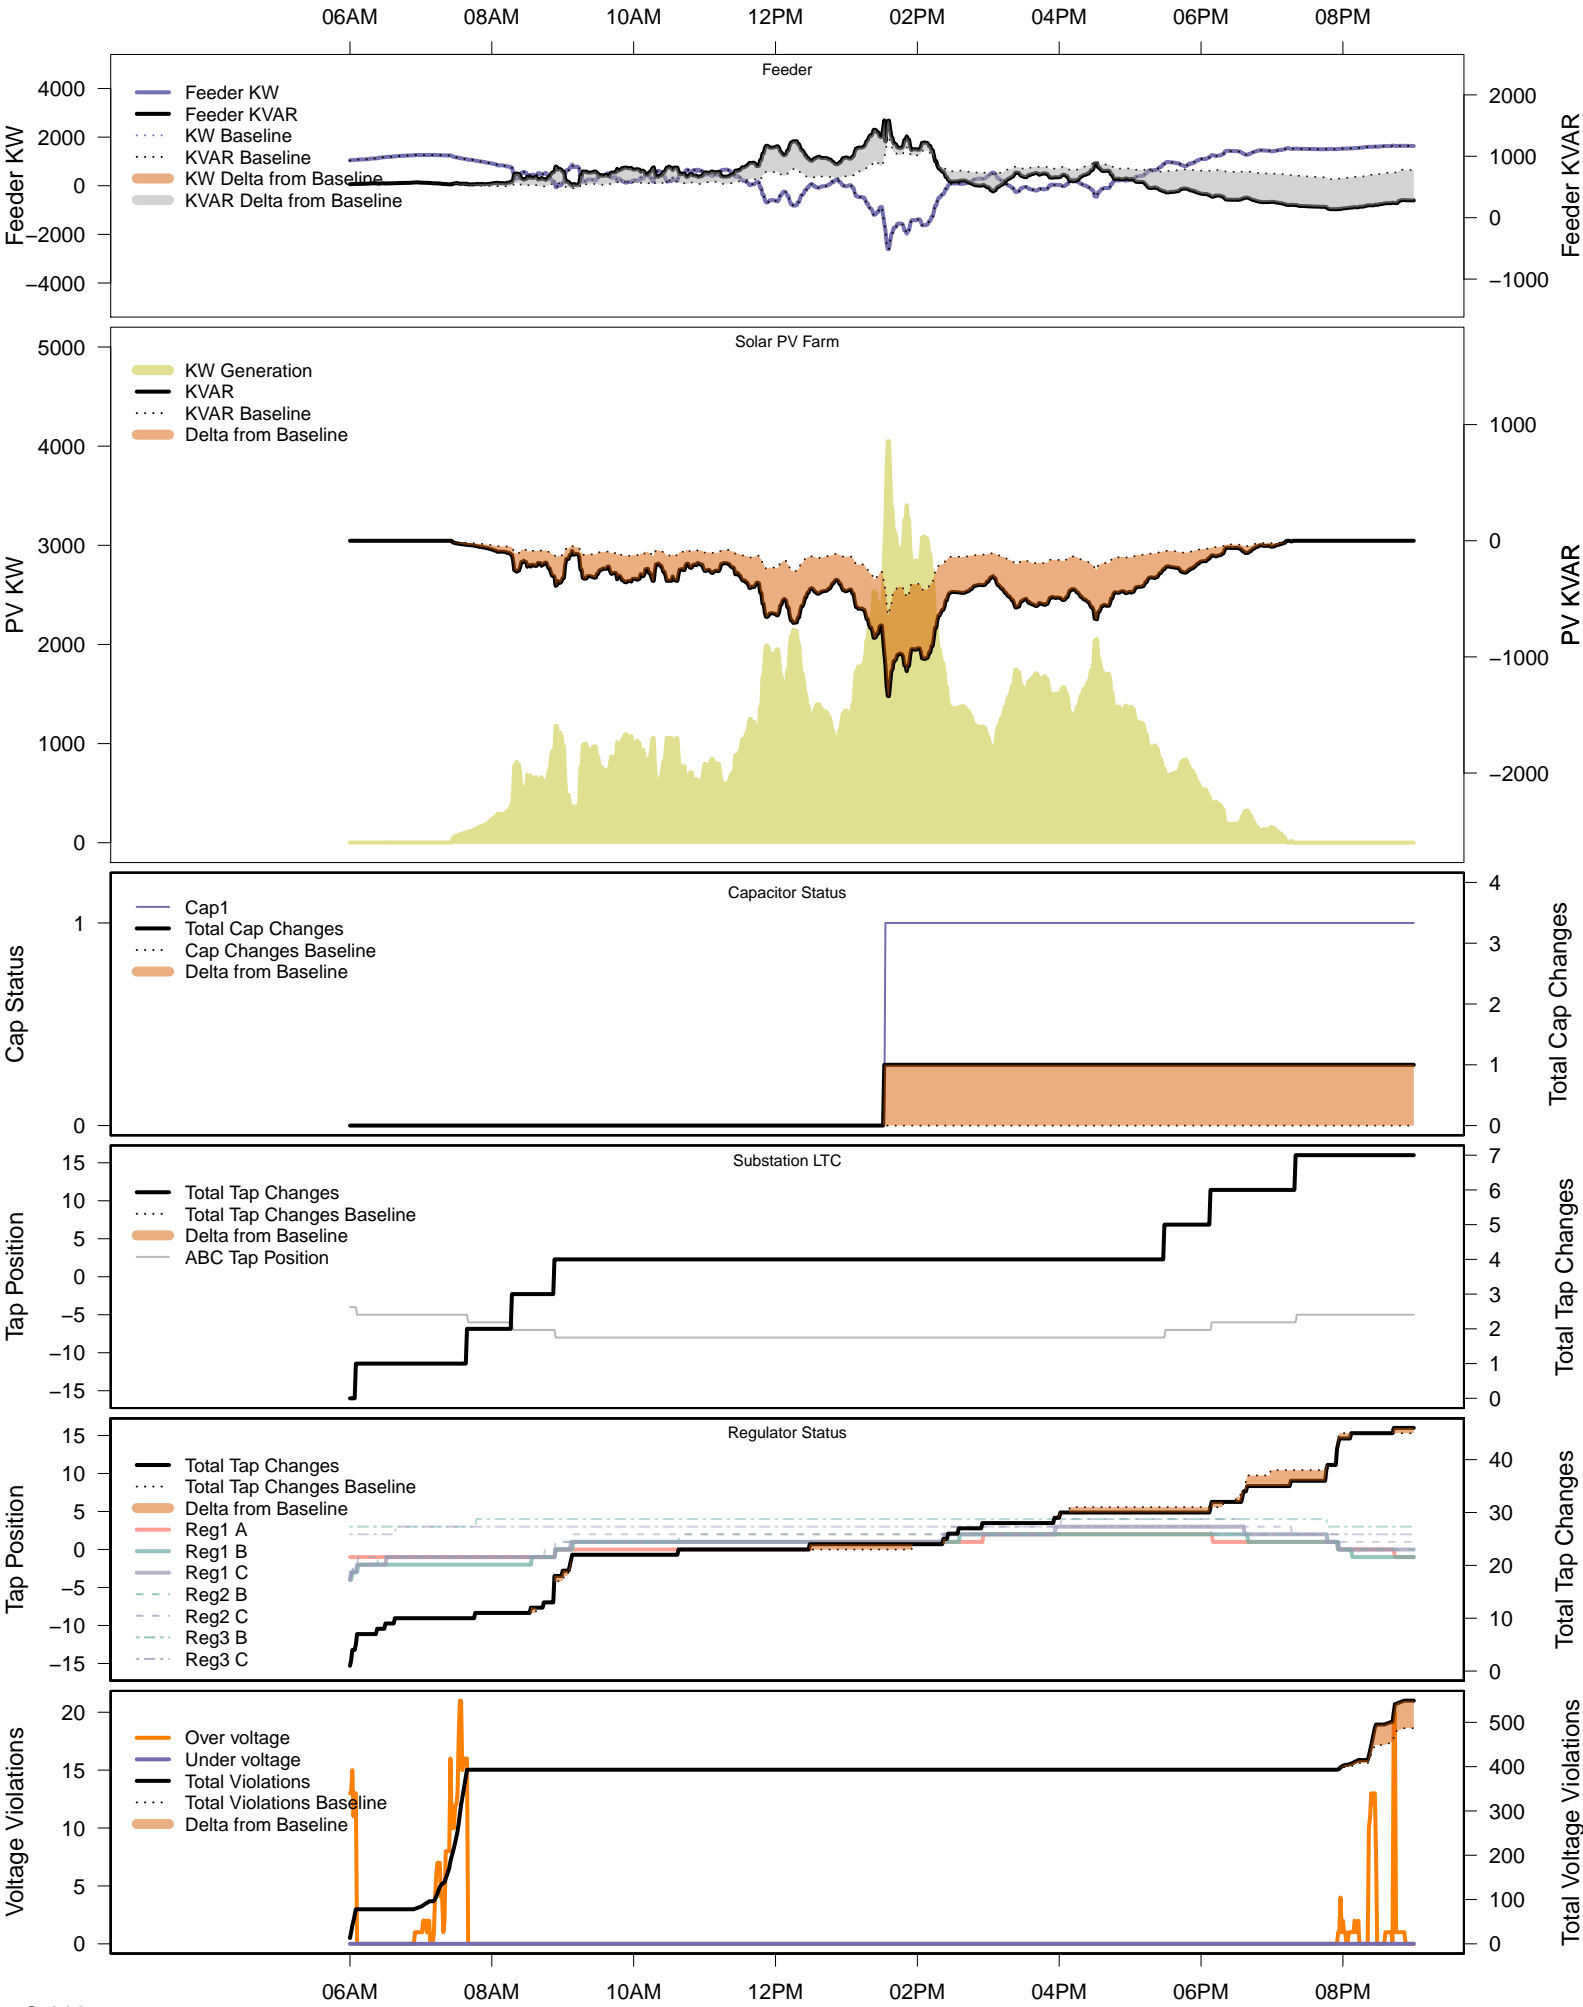 06AM 08AM 10AM 12PM 02PM 04PM 06PM 08PM
Feeder
Feeder KW
4000
2000
0
−2000
−4000
Feeder KW
Feeder KVAR
KW Baseline
KVAR Baseline
KW Delta from Baseline
KVAR Delta from Baseline
2000
1000
0
−1000
Feeder KVAR
Solar PV Farm
PV KW
5000
4000
3000
2000
1000
0
KW Generation
KVAR
KVAR Baseline
Delta from Baseline
1000
0
−1000
−2000
PV KVAR
Capacitor Status
Cap Status
1
0
Cap1
Total Cap Changes
Cap Changes Baseline
Delta from Baseline
4
3
2
1
0
Total Cap Changes
Substation LTC
Tap Position
15
10
5
0
−5
−10
−15
Total Tap Changes
Total Tap Changes Baseline
Delta from Baseline
ABC Tap Position
7
6
5
4
3
2
1
0
Total Tap Changes
Regulator Status
Tap Position
15
10
5
0
−5
−10
−15
Total Tap Changes
Total Tap Changes Baseline
Delta from Baseline
Reg1 A
Reg1 B
Reg1 C
Reg2 B
Reg2 C
Reg3 B
Reg3 C
40
30
20
10
0
Total Tap Changes
Voltage Violations
20
15
10
5
0
Over voltage
Under voltage
Total Violations
Total Violations Baseline
Delta from Baseline
500
400
300
200
100
0
Total Voltage Violations
06AM 08AM 10AM 12PM 02PM 04PM 06PM 08PM